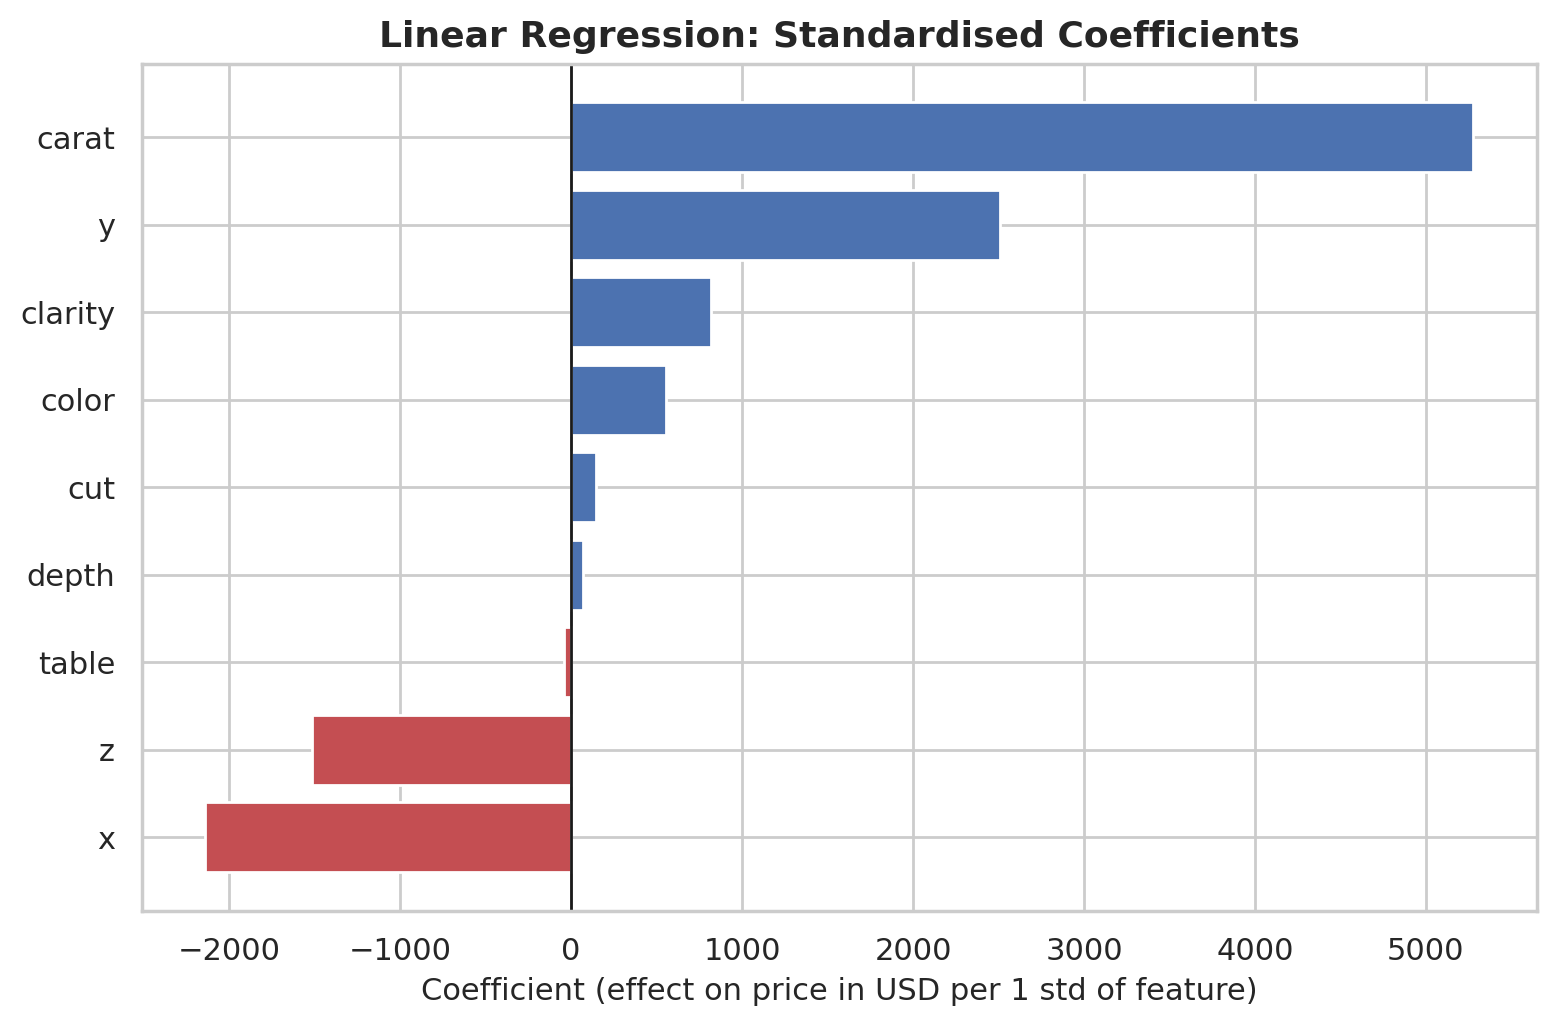 Linear Regression: Standardised Coefficients
carat
y
clarity
color
cut
depth
table
z
x
−2000 −1000 0 1000 2000 3000 4000 5000
Coefficient (effect on price in USD per 1 std of feature)